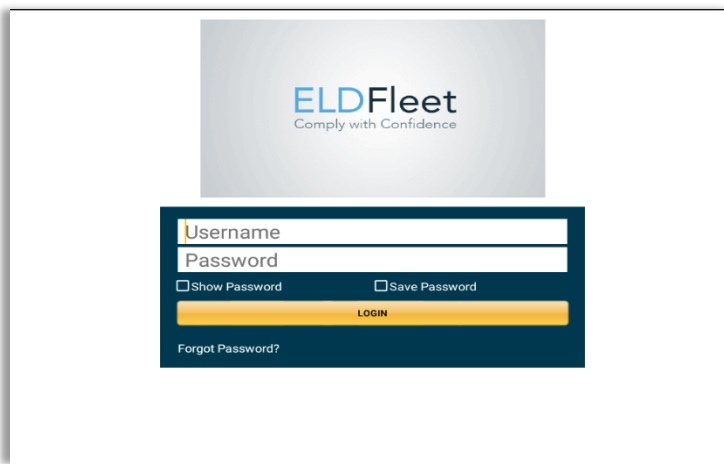 ELDFleet
Comply with Confidence
Username
Password
Show Password Save Password
LOGIN
Forgot Password?